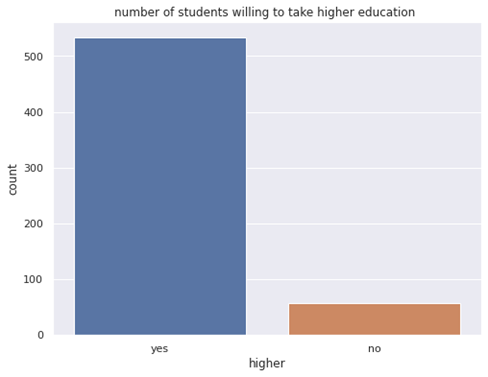 number of students willing to take higher education
500
400
300
200
100
0
count
yes no
higher